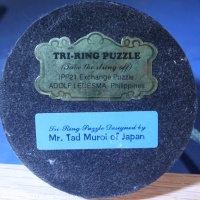 TRI-RING PUZZLE
(Take the string off)
IPP21 Exchange Puzzle
ADOLF LEDESMA Philippines
Tri-Ring Puzzle Designed by
Mr. Tad Muroi of Japan